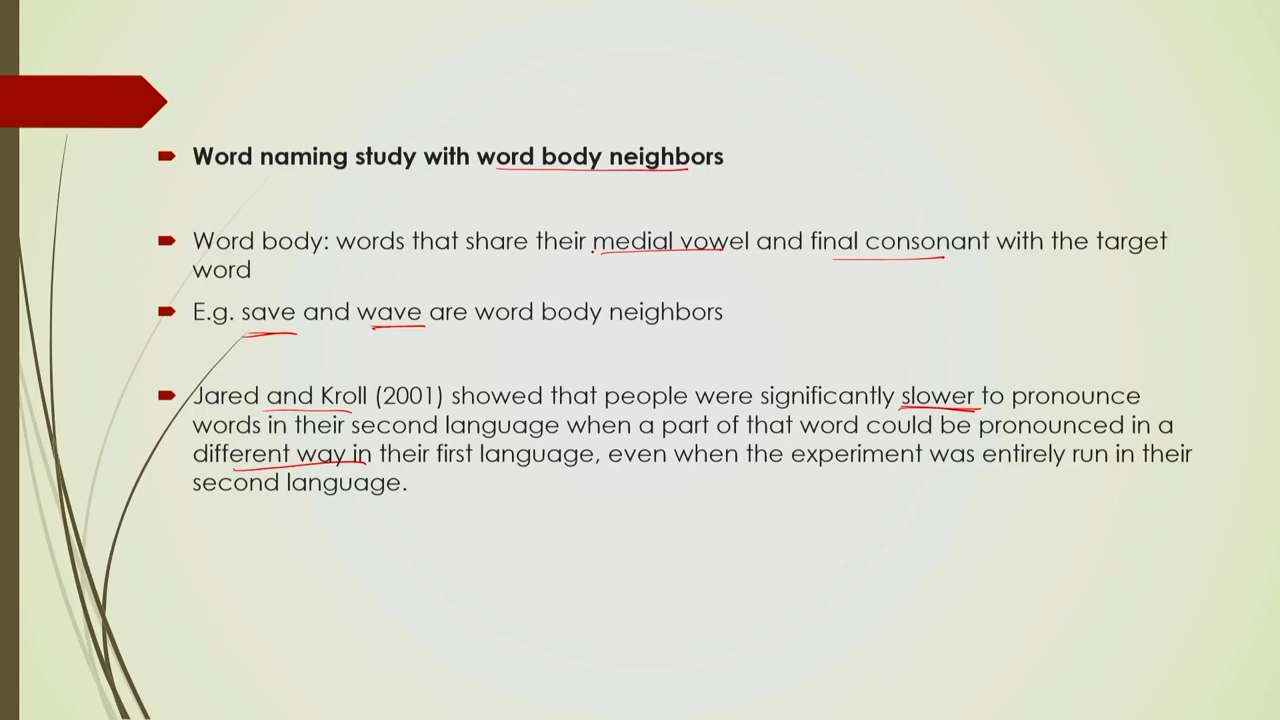 Word naming study with word body neighbors
Word body: words that share their medial vowel and final consonant with the target
word
E.g. save and wave are word body neighbors
Jared and Kroll (2001) showed that people were significantly slower to pronounce
words in their second language when a part of that word could be pronounced in a
different way in their first language, even when the experiment was entirely run in their
second language.